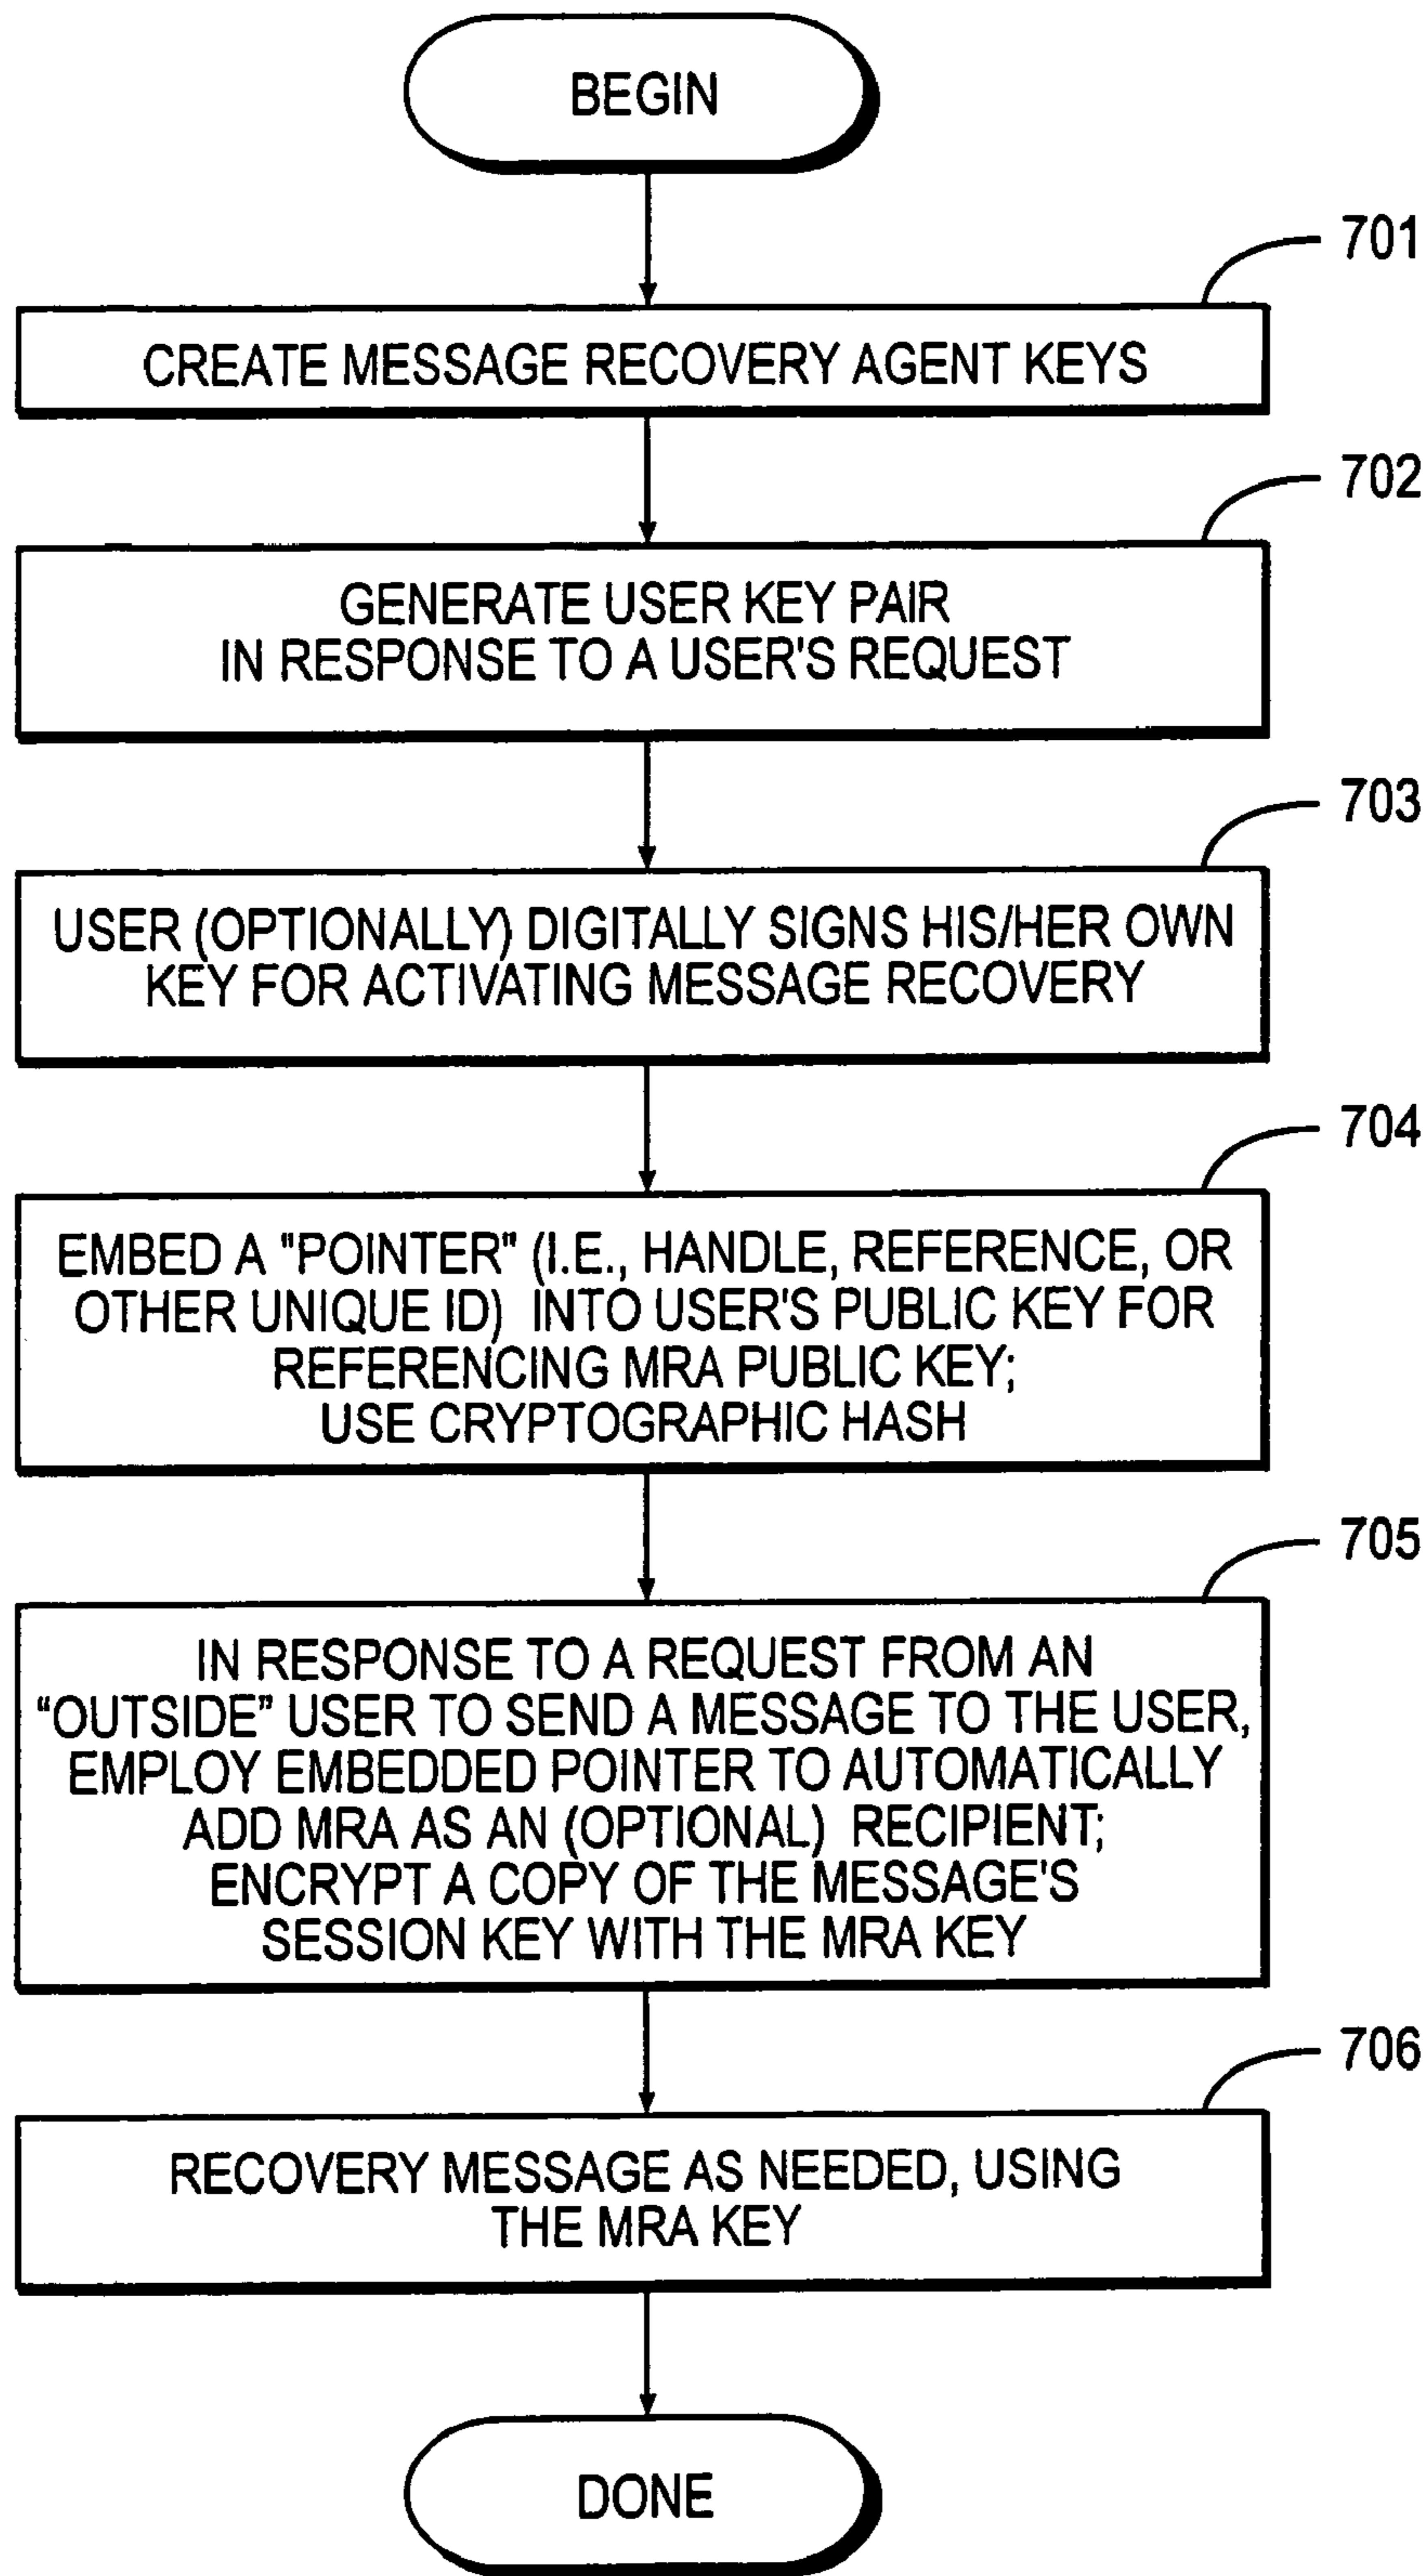 BEGIN
701
CREATE MESSAGE RECOVERY AGENT KEYS
702
GENERATE USER KEY PAIR
IN RESPONSE TO A USER'S REQUEST
703
USER (OPTIONALLY) DIGITALLY SIGNS HIS/HER OWN
KEY FOR ACTIVATING MESSAGE RECOVERY
704
EMBED A "POINTER" (I.E., HANDLE, REFERENCE, OR
OTHER UNIQUE ID) INTO USER'S PUBLIC KEY FOR
REFERENCING MRA PUBLIC KEY;
USE CRYPTOGRAPHIC HASH
705
IN RESPONSE TO A REQUEST FROM AN
“OUTSIDE” USER TO SEND A MESSAGE TO THE USER,
EMPLOY EMBEDDED POINTER TO AUTOMATICALLY
ADD MRA AS AN (OPTIONAL) RECIPIENT;
ENCRYPT A COPY OF THE MESSAGE'S
SESSION KEY WITH THE MRA KEY
706
RECOVERY MESSAGE AS NEEDED, USING
THE MRA KEY
DONE